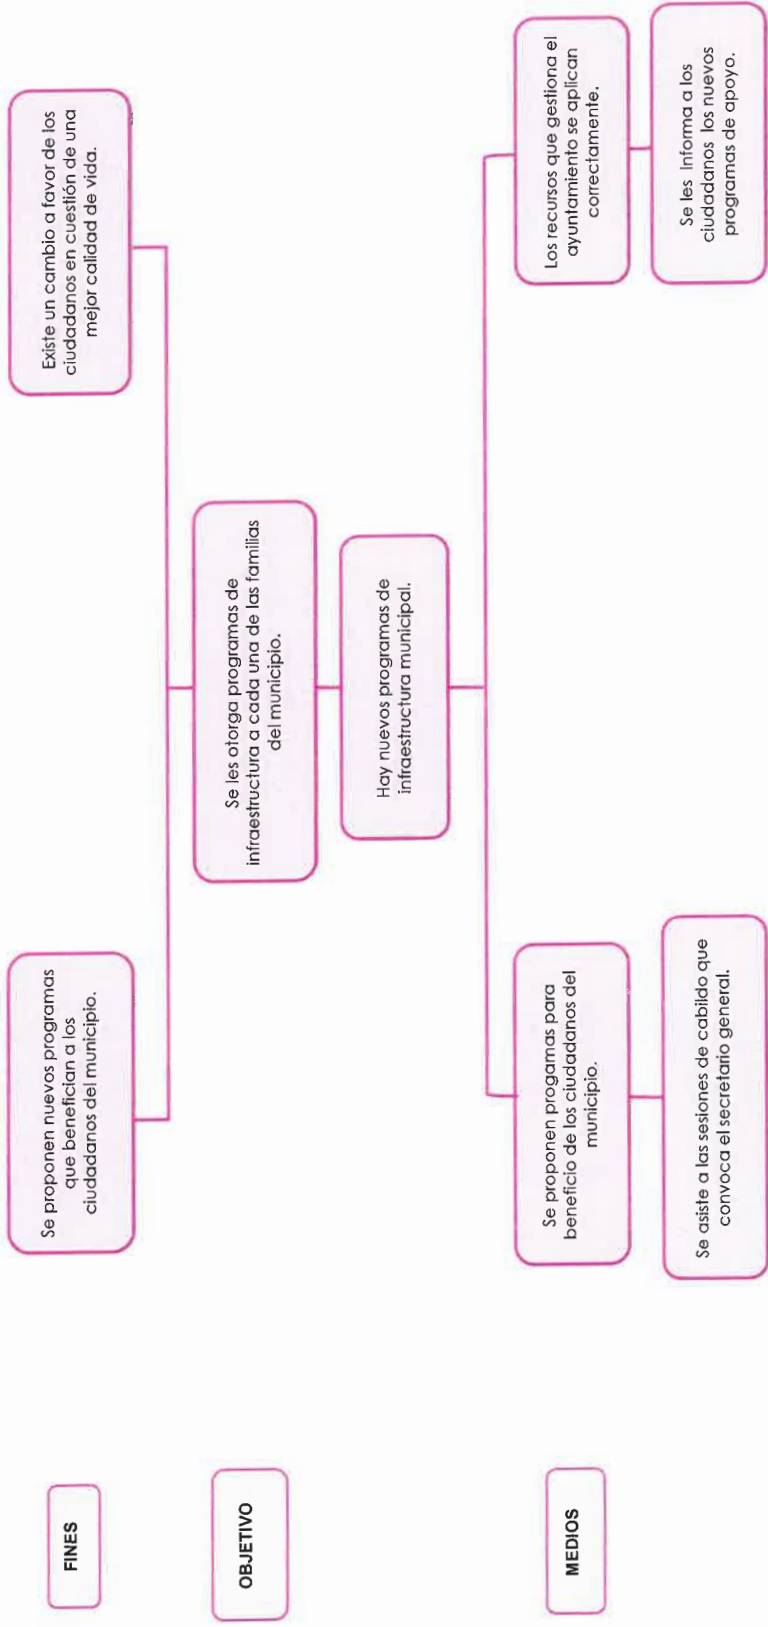 FINES
Se proponen nuevos programas
que benefician a los
ciudadanos del municipio.
Existe un cambio a favor de los
ciudadanos en cuestión de una
mejor calidad de vida.
OBJETIVO
Se les otorga programas de
infraestructura a cada una de las familias
del municipio.
Hay nuevos programas de
infraestructura municipal.
MEDIOS
Se proponen progamas para
beneficio de los ciudadanos del
municipio.
Los recursos que gestiona el
ayuntamiento se aplican
correctamente.
Se asiste a las sesiones de cabildo que
convoca el secretario general.
Se les Informa a los
ciudadanos los nuevos
programas de apoyo.